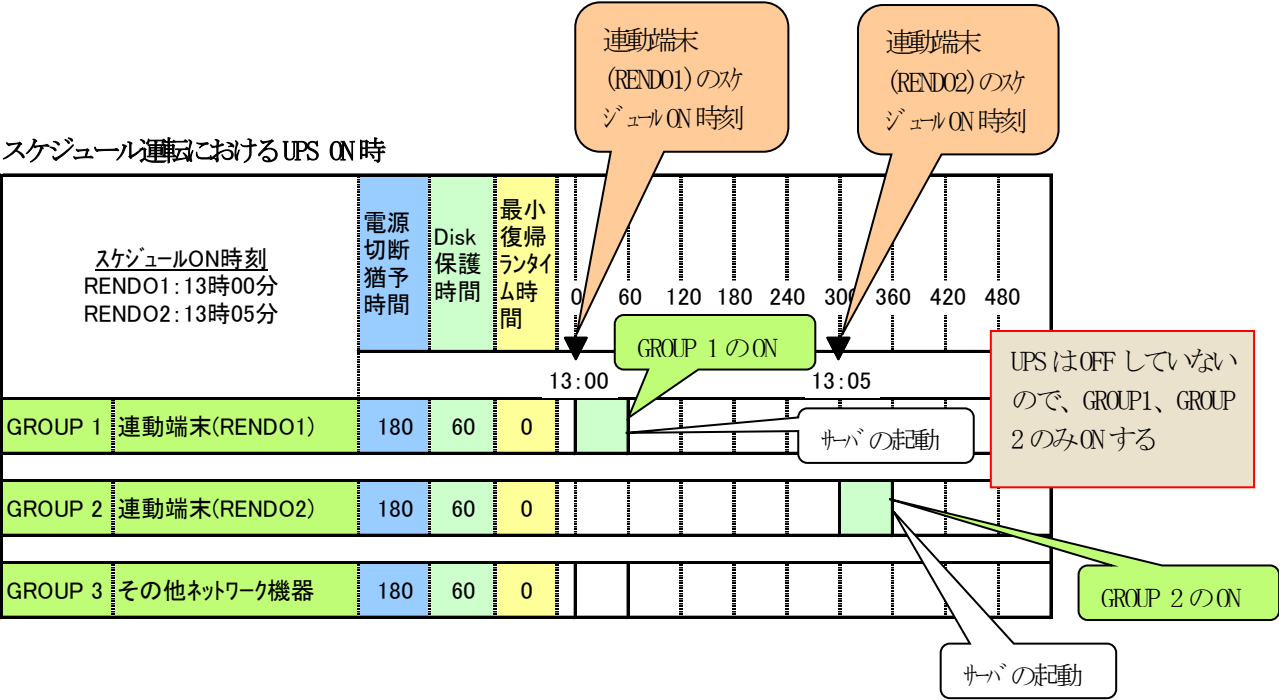 連動端末
(RENDO1)のスケ
ジュールON時刻
連動端末
(RENDO2)のスケ
ジュールON時刻
スケジュール運転におけるUPS ON時
スケジュールON時刻
RENDO1:13時00分
RENDO2:13時05分
電源
切断
猶予
時間
Disk
保護
時間
最小
復帰
ランタイ
ム時
間
0 60 120 180 240 300 360 420 480
GROUP 1のON
13:00 13:05
UPSはOFFしていない
ので、GROUP1、GROUP
2のみONする
GROUP 1 連動端末(RENDO1) 180 60 0
サーバの起動
GROUP 2 連動端末(RENDO2) 180 60 0
GROUP 3 その他ネットワーク機器 180 60 0
GROUP 2のON
サーバの起動